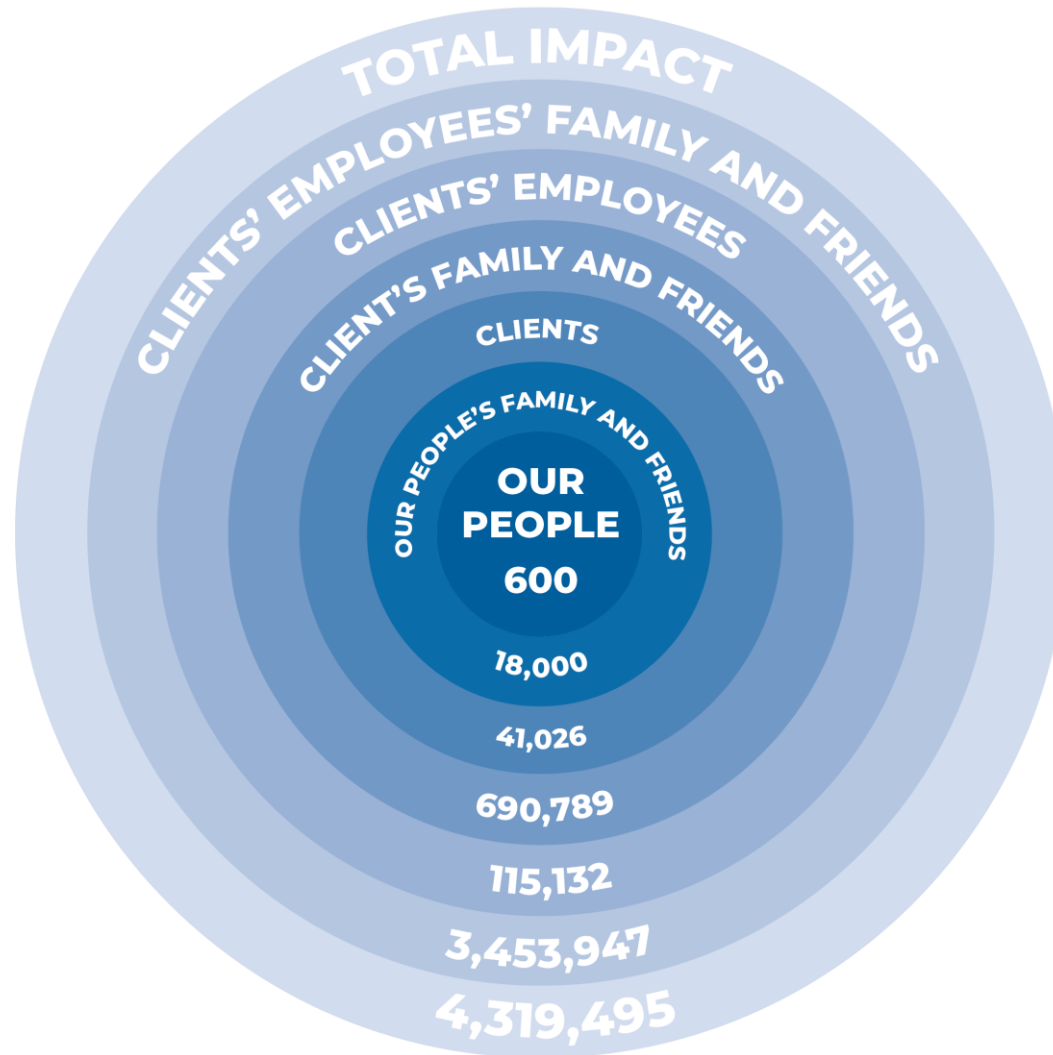 TOTAL IMPACT
CLIENTS' EMPLOYEES' FAMILY AND FRIENDS
CLIENTS' EMPLOYEES
CLIENT'S FAMILY AND FRIENDS
CLIENTS
OUR PEOPLE'S FAMILY AND FRIENDS
OUR
PEOPLE
600
18,000
41,026
690,789
115,132
3,453,947
4,319,495